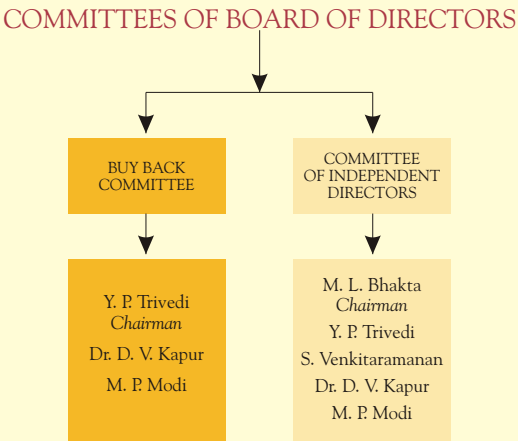 COMMITTEES OF BOARD OF DIRECTORS
BUY BACK
COMMITTEE
COMMITTEE
OF INDEPENDENT
DIRECTORS
Y. P. Trivedi
Chairman
Dr. D. V. Kapur
M. P. Modi
M. L. Bhakta
Chairman
Y. P. Trivedi
S. Venkitaramanan
Dr. D. V. Kapur
M. P. Modi